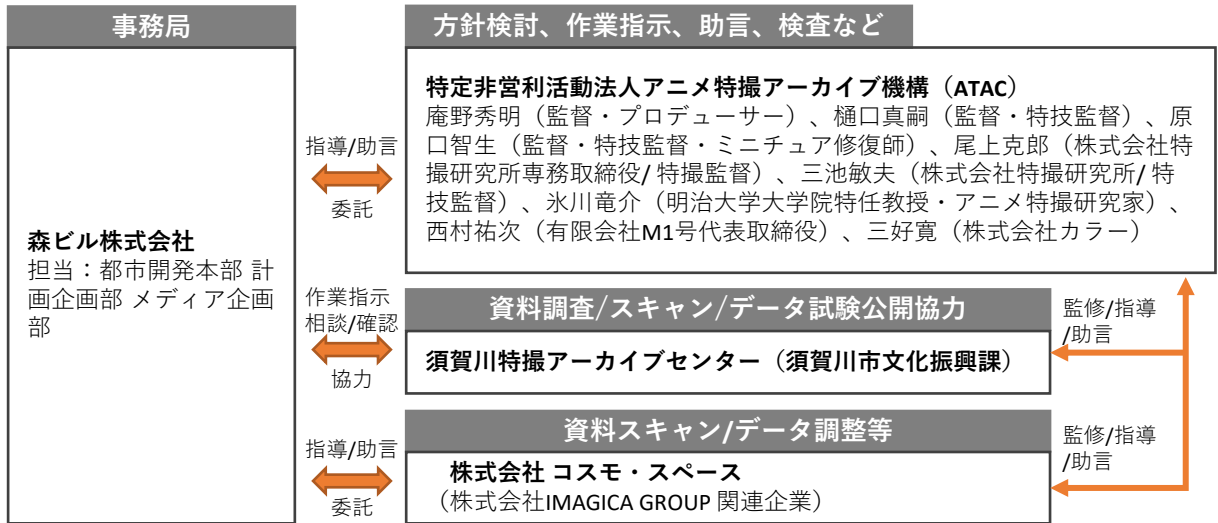 事務局
森ビル株式会社
担当：都市開発本部 計
画企画部 メディア企画
部
指導/助言
委託
方針検討、作業指示、助言、検査など
特定非営利活動法人アニメ特撮アーカイブ機構（ATAC）
庵野秀明（監督・プロデューサー）、樋口真嗣（監督・特技監督）、原
口智生（監督・特技監督・ミニチュア修復師）、尾上克郎（株式会社特
撮研究所専務取締役/ 特撮監督）、三池敏夫（株式会社特撮研究所/ 特
技監督）、氷川竜介（明治大学大学院特任教授・アニメ特撮研究家）、
西村祐次（有限会社M1号代表取締役）、三好寛（株式会社カラー）
作業指示
相談/確認
協力
資料調査/スキャン/データ試験公開協力
須賀川特撮アーカイブセンター（須賀川市文化振興課）
監修/指導
/助言
指導/助言
委託
資料スキャン/データ調整等
株式会社 コスモ・スペース
（株式会社IMAGICA GROUP 関連企業）
監修/指導
/助言